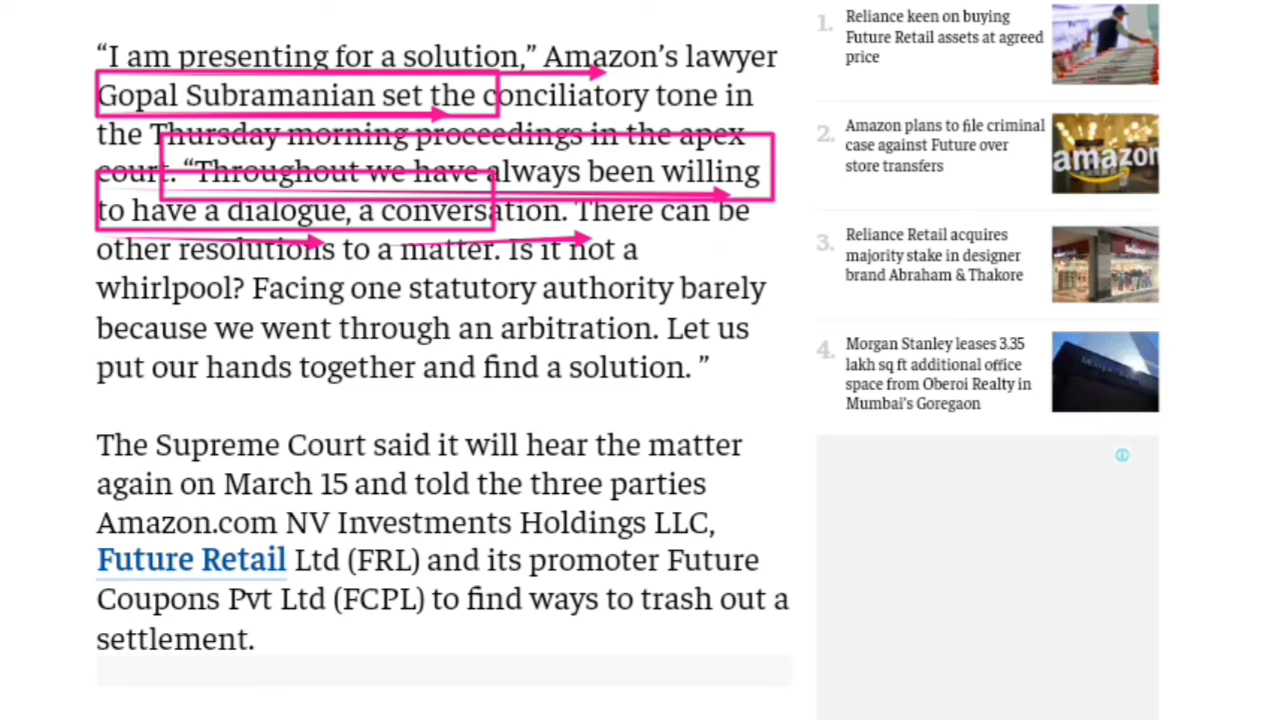 “I am presenting for a solution,” Amazon’s lawyer
Gopal Subramanian set the conciliatory tone in
the Thursday morning proceedings in the apex
court. “Throughout we have always been willing
to have a dialogue, a conversation. There can be
other resolutions to a matter. Is it not a
whirlpool? Facing one statutory authority barely
because we went through an arbitration. Let us
put our hands together and find a solution. ”
The Supreme Court said it will hear the matter
again on March 15 and told the three parties
Amazon.com NV Investments Holdings LLC,
Future Retail Ltd (FRL) and its promoter Future
Coupons Pvt Ltd (FCPL) to find ways to trash out a
settlement.
1. Reliance keen on buying
Future Retail assets at agreed
price
2. Amazon plans to file criminal
case against Future over
store transfers
amazon
3. Reliance Retail acquires
majority stake in designer
brand Abraham & Thakore
4. Morgan Stanley leases 3.35
lakh sq ft additional office
space from Oberoi Realty in
Mumbai’s Goregaon